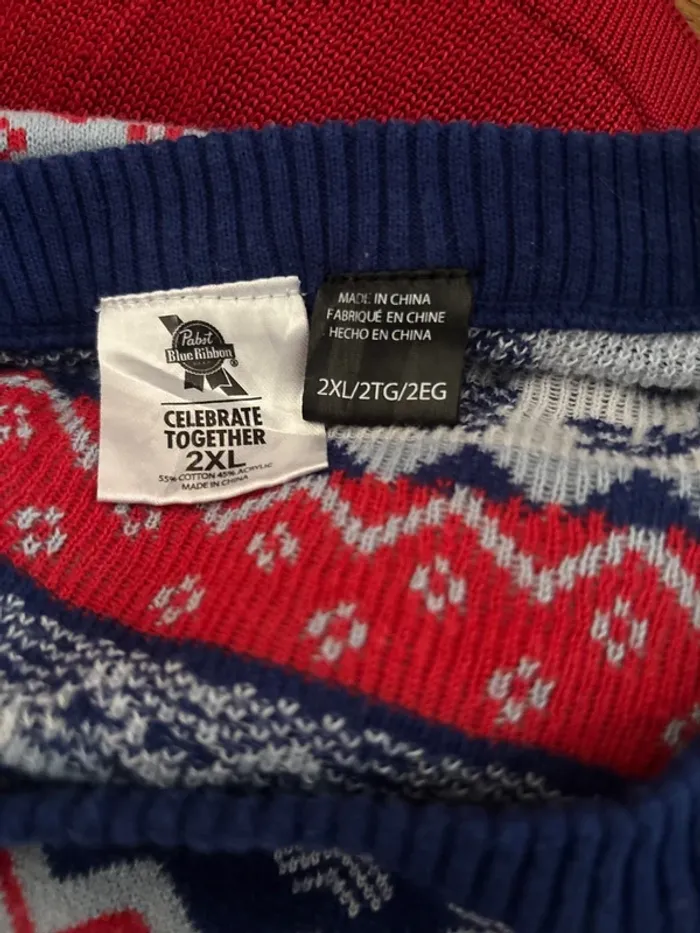 Pabst
Blue Ribbon
CELEBRATE
TOGETHER
2XL
55% COTTON 45% ACRYLIC
MADE IN CHINA
MADE IN CHINA
FABRIQUÉ EN CHINE
HECHO EN CHINA
2XL/2TG/2EG